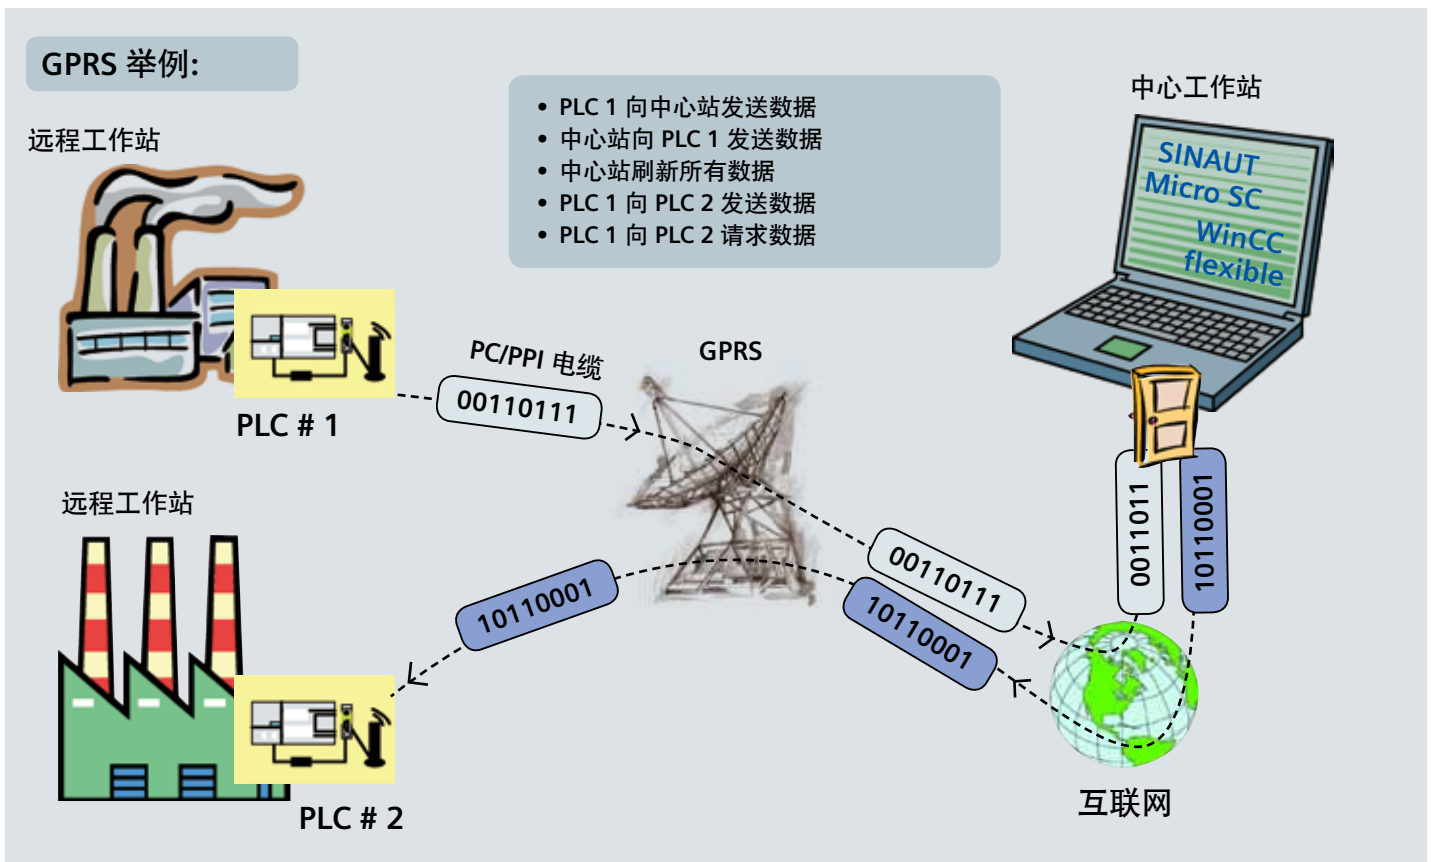 GPRS 举例:
远程工作站
• PLC 1 向中心站发送数据
• 中心站向 PLC 1 发送数据
• 中心站刷新所有数据
• PLC 1 向 PLC 2 发送数据
• PLC 1 向 PLC 2 请求数据
中心工作站
SINAUT
Micro SC
WinCC
flexible
PC/PPI 电缆
00110111
GPRS
PLC # 1
远程工作站
0011011
10110001
00110111
10110001
10110001
PLC # 2
互联网